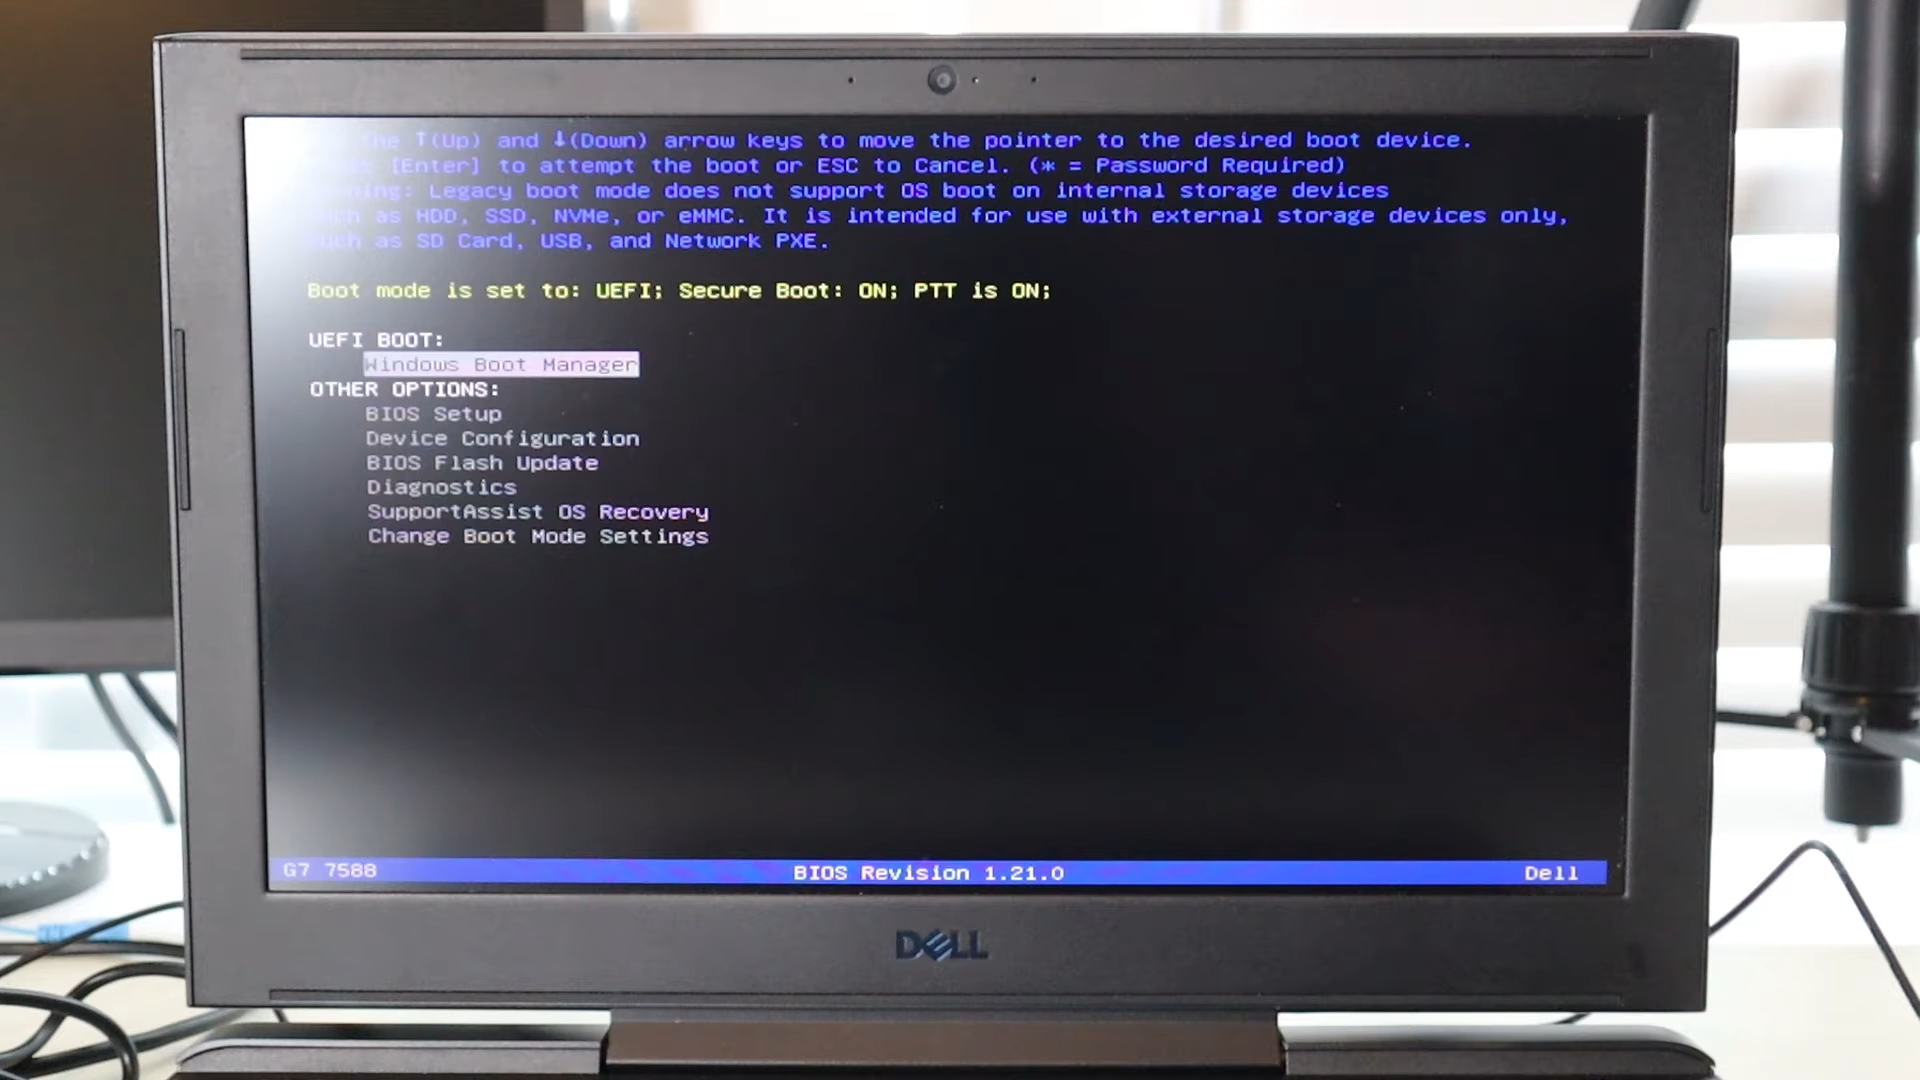 the ↑(Up) and ↓(Down) arrow keys to move the pointer to the desired boot device.
[Enter] to attempt the boot or ESC to Cancel. (* = Password Required)
Legacy boot mode does not support OS boot on internal storage devices
as HDD, SSD, NVMe, or eMMC. It is intended for use with external storage devices only,
such as SD Card, USB, and Network PXE.
Boot mode is set to: UEFI; Secure Boot: ON; PTT is ON;
UEFI BOOT:
Windows Boot Manager
OTHER OPTIONS:
BIOS Setup
Device Configuration
BIOS Flash Update
Diagnostics
SupportAssist OS Recovery
Change Boot Mode Settings
G7 7588 BIOS Revision 1.21.0 Dell
DELL